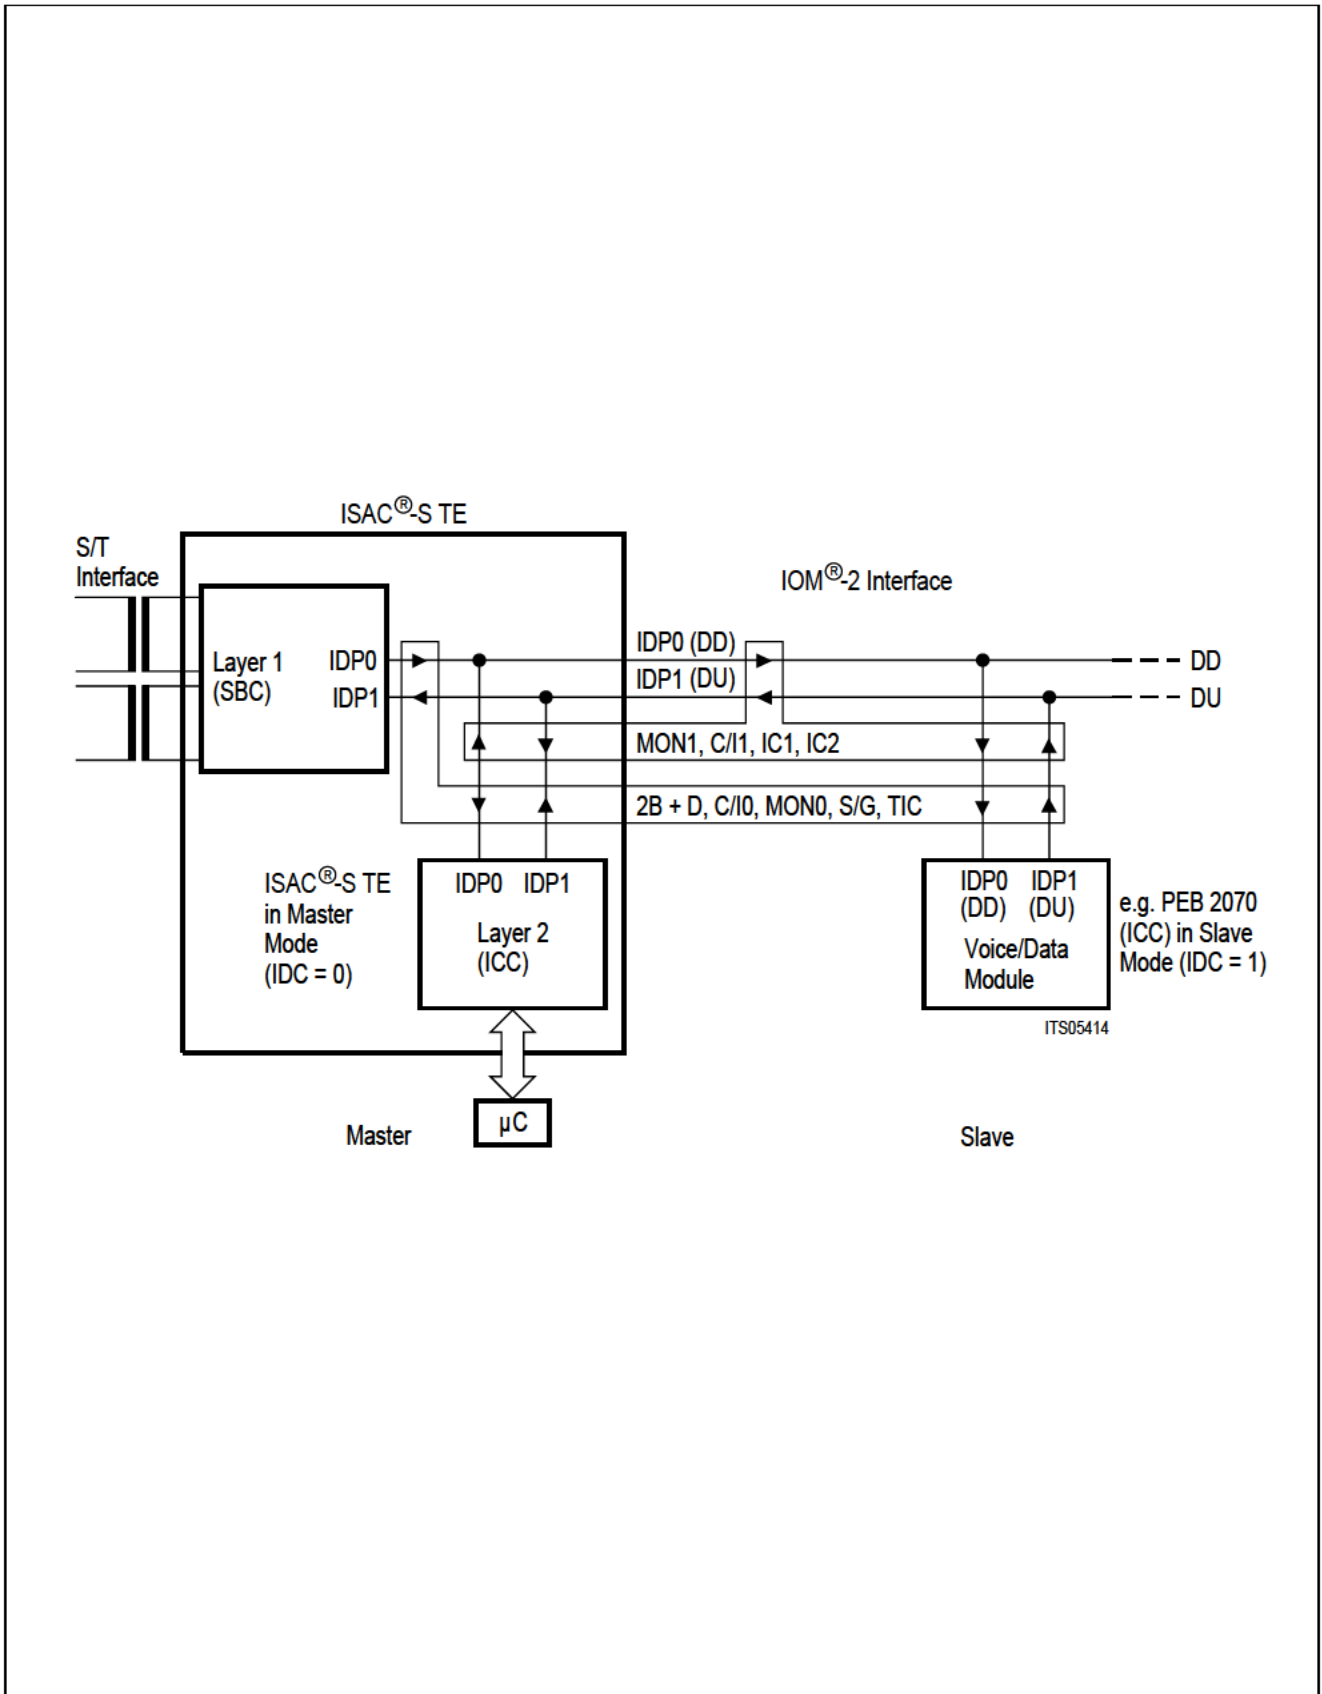 ISAC®-S TE
S/T
Interface
IOM®-2 Interface
Layer 1
(SBC)
IDP0
IDP1
IDP0 (DD)
IDP1 (DU)
DD
DU
MON1, C/I1, IC1, IC2
2B + D, C/I0, MON0, S/G, TIC
ISAC®-S TE
in Master
Mode
(IDC = 0)
IDP0 IDP1
Layer 2
(ICC)
IDP0 IDP1
(DD) (DU)
Voice/Data
Module
e.g. PEB 2070
(ICC) in Slave
Mode (IDC = 1)
ITS05414
µC
Master
Slave